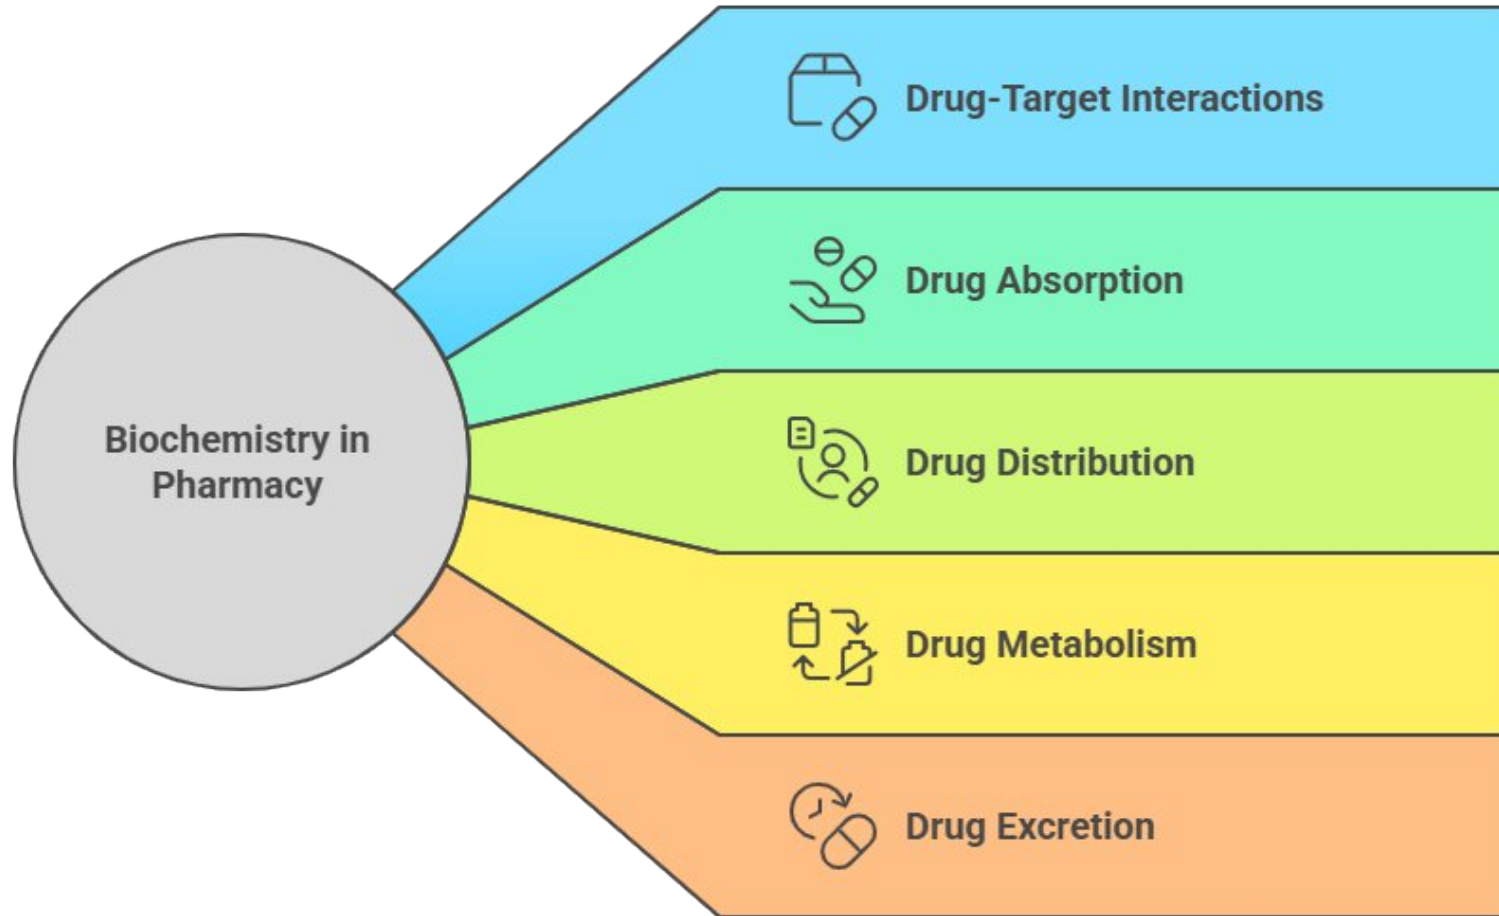 Drug-Target Interactions
Drug Absorption
Biochemistry in
Pharmacy
Drug Distribution
Drug Metabolism
Drug Excretion